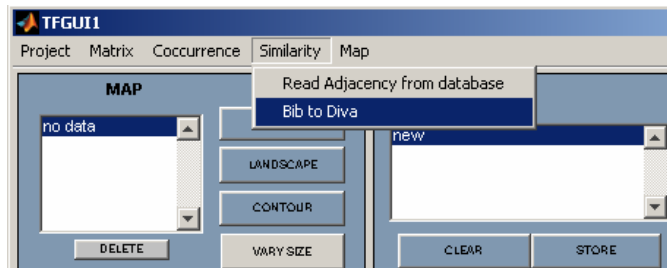 TFGUI1
Project Matrix Coccurrence Similarity Map
Read Adjacency from database
Bib to Diva
MAP
no data
new
LANDSCAPE
CONTOUR
DELETE
VARY SIZE
CLEAR
STORE